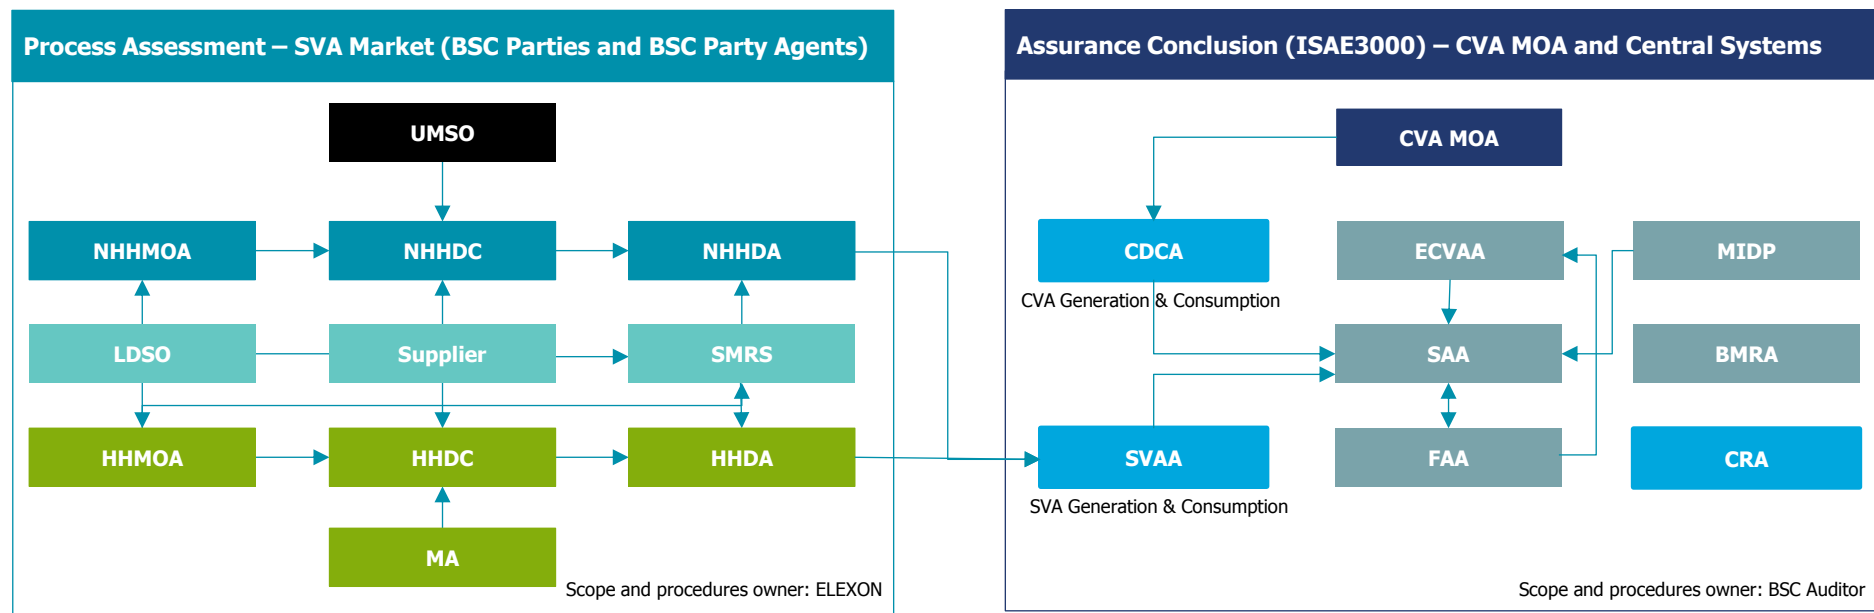 Process Assessment – SVA Market (BSC Parties and BSC Party Agents)
UMSO
NHHMOA
NHHDC
NHHDA
LDSO
Supplier
SMRS
HHMOA
HHDC
HHDA
MA
Scope and procedures owner: ELEXON
Assurance Conclusion (ISAE3000) – CVA MOA and Central Systems
CVA MOA
CDCA
ECVAA
MIDP
CVA Generation & Consumption
SAA
BMRA
SVAA
FAA
CRA
SVA Generation & Consumption
Scope and procedures owner: BSC Auditor